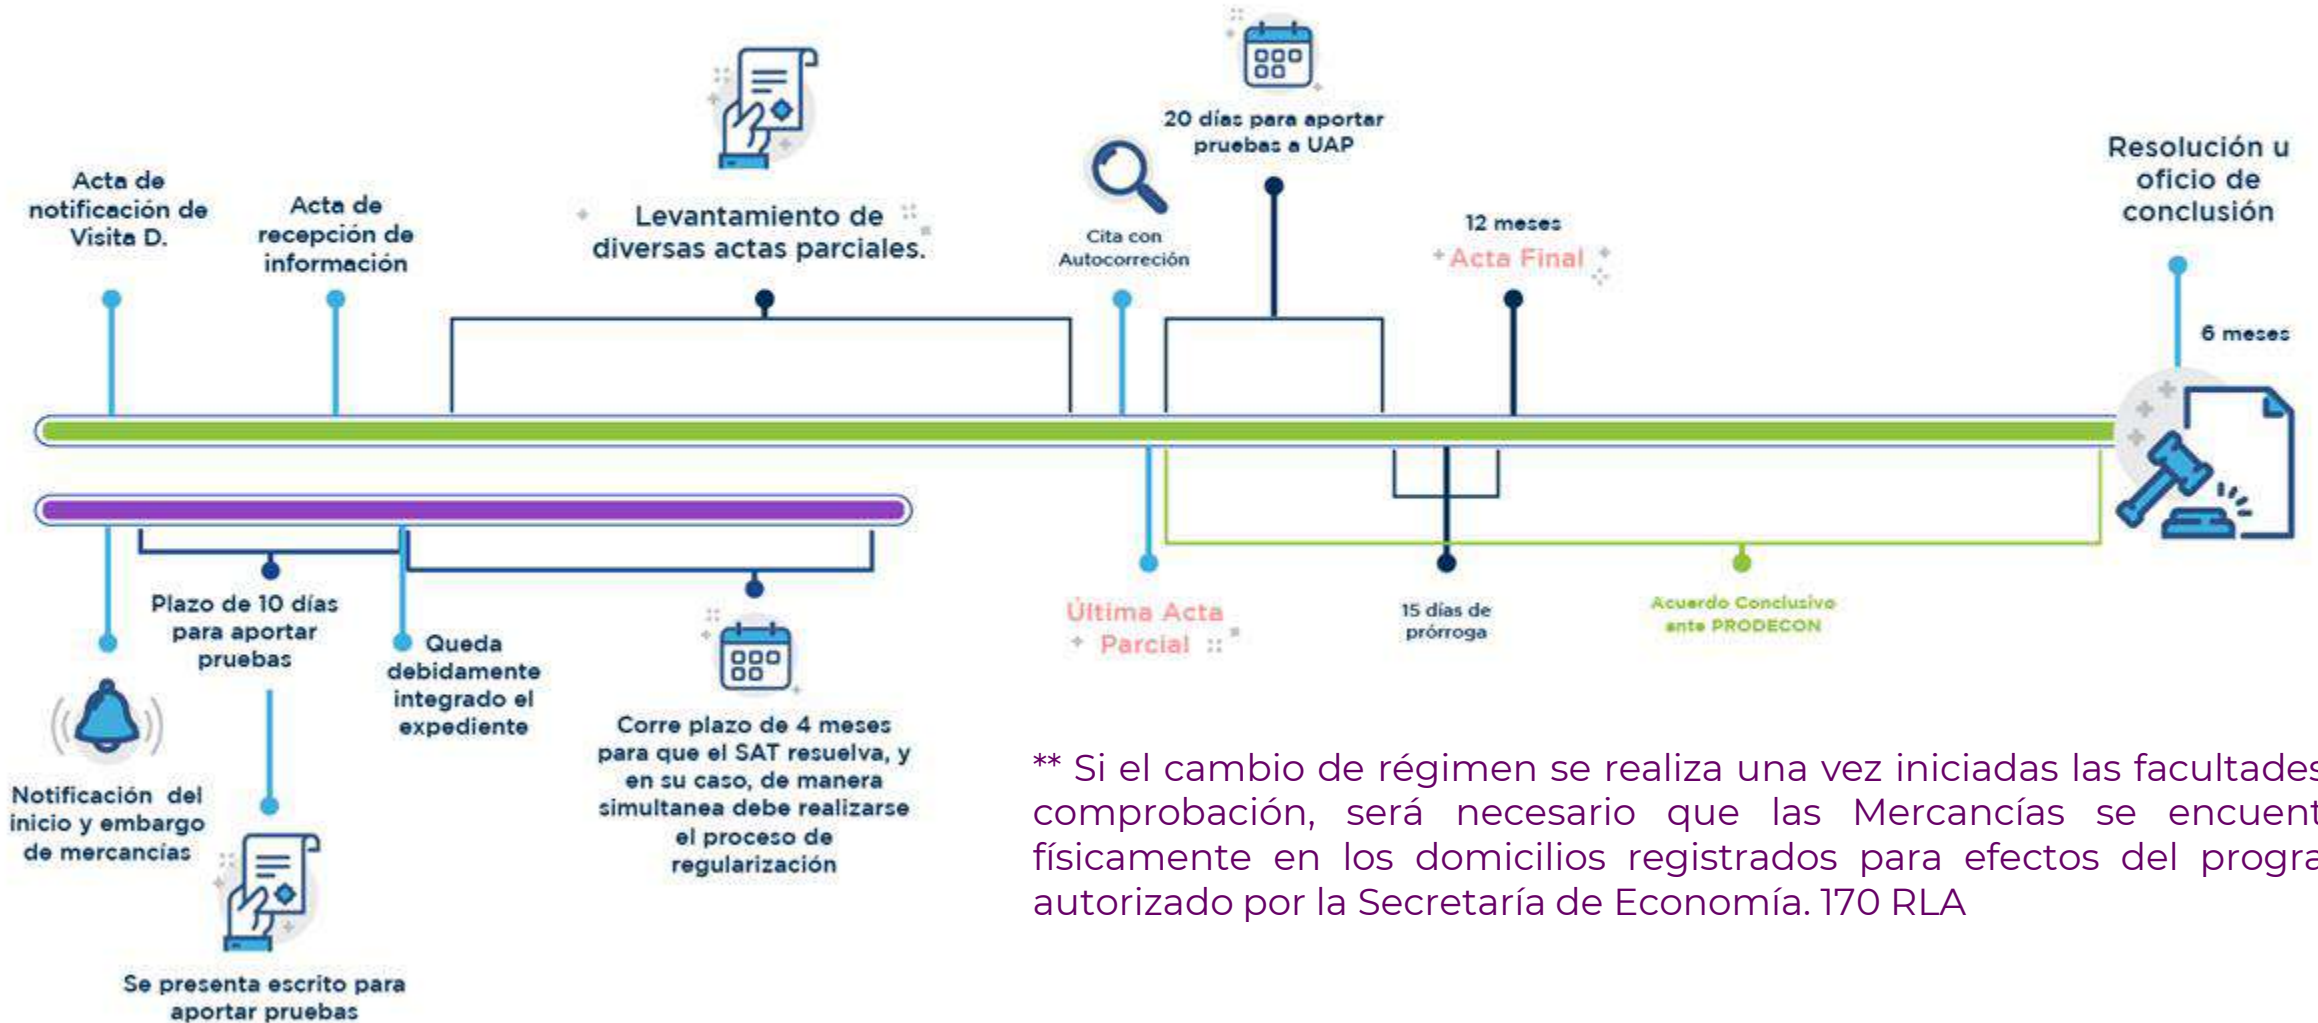 Acta de
notificación de
Visita D.
Acta de
recepción de
información
Levantamiento de
diversas actas parciales.
Cita con
Autocorreción
20 días para aportar
pruebas a UAP
12 meses
Acta Final
Resolución u
oficio de
conclusión
6 meses
Notificación del
inicio y embargo
de mercancías
Plazo de 10 días
para aportar
pruebas
Se presenta escrito para
aportar pruebas
Queda
debidamente
integrado el
expediente
Corre plazo de 4 meses
para que el SAT resuelva, y
en su caso, de manera
simultanea debe realizarse
el proceso de
regularización
Última Acta
Parcial
15 días de
prórroga
Acuerdo Conclusivo
ante PRODECON
** Si el cambio de régimen se realiza una vez iniciadas las facultades
comprobación, será necesario que las Mercancías se encuent
físicamente en los domicilios registrados para efectos del progra
autorizado por la Secretaría de Economía. 170 RLA